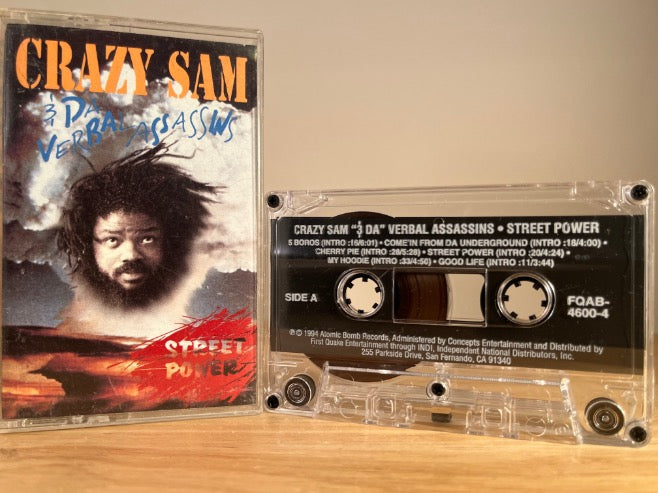 CRAZY SAM
& DA
VERBAL ASSASSINS
STREET
POWER
CRAZY SAM "& DA" VERBAL ASSASSINS • STREET POWER
5 BOROS (INTRO :16/6:01) • COME'IN FROM DA UNDERGROUND (INTRO :18/4:00) •
CHERRY PIE (INTRO :20/5:28) • STREET POWER (INTRO :20/4:24) •
MY HOODIE (INTRO :33/4:50) • GOOD LIFE (INTRO :11/3:44)
SIDE A
FQAB-
4600-4
℗ © 1994 Atomic Bomb Records, Administered by Concepts Entertainment and Distributed by
First Quake Entertainment through INDI, Independent National Distributors, Inc.
255 Parkside Drive, San Fernando, CA 91340